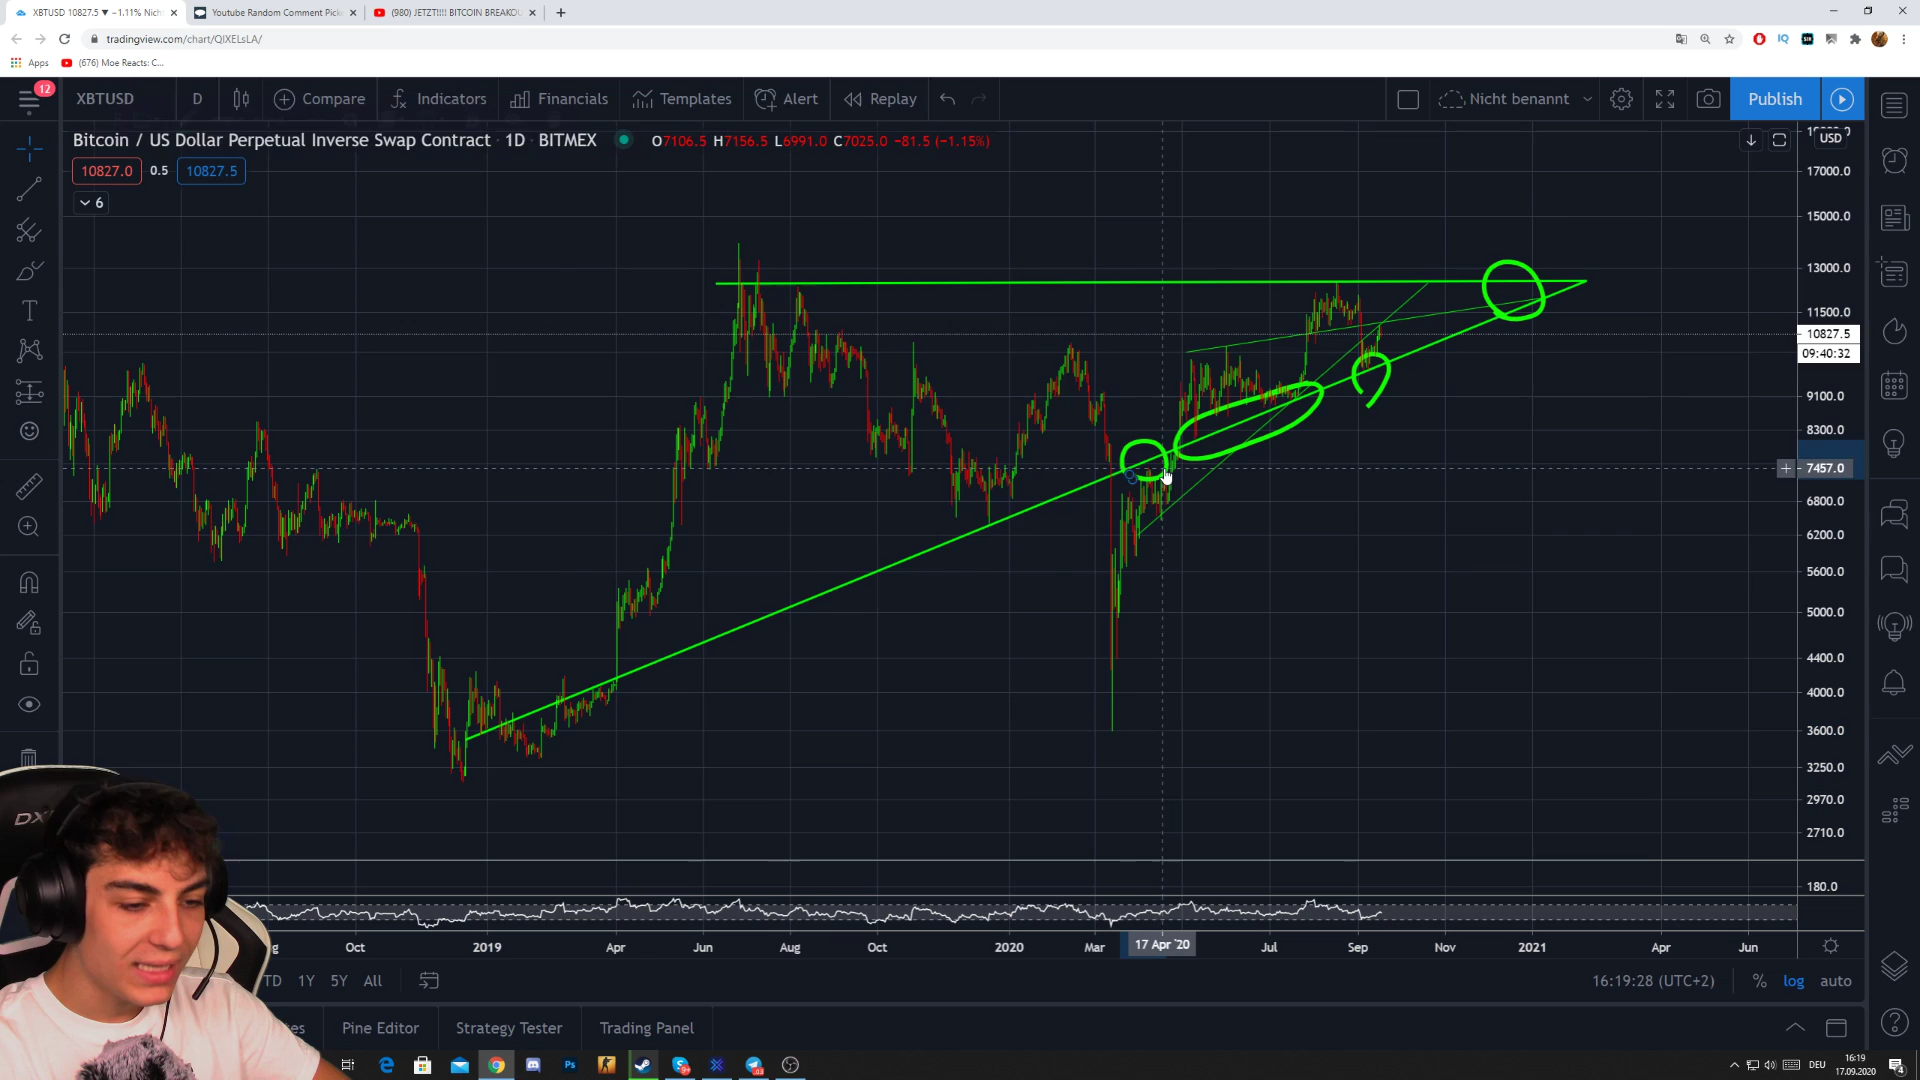 XBTUSD 10827.5 ▼ −1.11% Nich
Youtube Random Comment Pick
(980) JETZT!!!! BITCOIN BREAKOU
tradingview.com/chart/QIXELsLA/
Apps
(676) Moe Reacts: C...
12
XBTUSD
D
Compare
Indicators
Financials
Templates
Alert
Replay
Nicht benannt
Publish
Bitcoin / US Dollar Perpetual Inverse Swap Contract · 1D · BITMEX
O7106.5 H7156.5 L6991.0 C7025.0 −81.5 (−1.15%)
USD
10827.0
0.5
10827.5
6
17000.0
15000.0
13000.0
11500.0
10827.5
09:40:32
9100.0
8300.0
7457.0
6800.0
6200.0
5600.0
5000.0
4400.0
4000.0
3600.0
3250.0
2970.0
2710.0
180.0
Oct
2019
Apr
Jun
Aug
Oct
2020
Mar
17 Apr '20
Jul
Sep
Nov
2021
Apr
Jun
TD
1Y
5Y
All
16:19:28 (UTC+2)
%
log
auto
Pine Editor
Strategy Tester
Trading Panel
DEU
16:19
17.09.2020